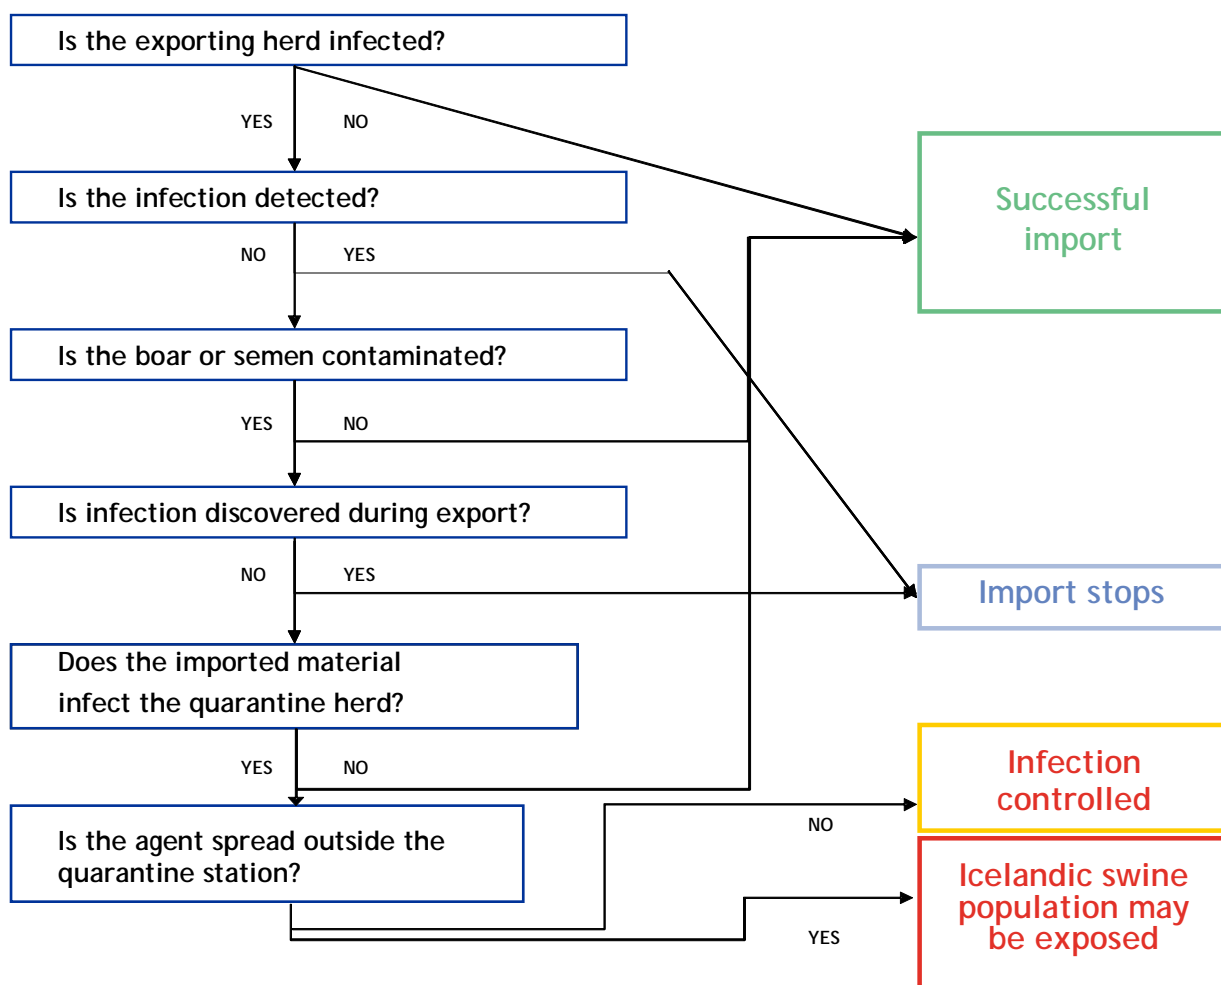 Is the exporting herd infected?
YES NO
Successful
import
Is the infection detected?
NO YES
Is the boar or semen contaminated?
YES NO
Is infection discovered during export?
NO YES
Import stops
Does the imported material
infect the quarantine herd?
YES NO
Infection
controlled
NO
Is the agent spread outside the
quarantine station?
Icelandic swine
population may
be exposed
YES